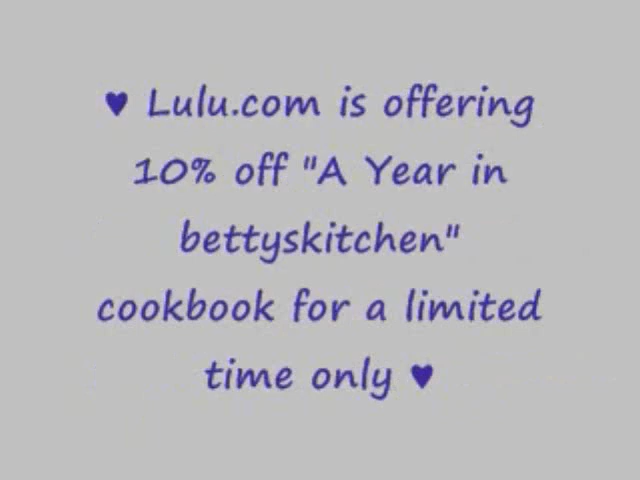 ♥ Lulu.com is offering
10% off "A Year in
bettyskitchen"
cookbook for a limited
time only ♥